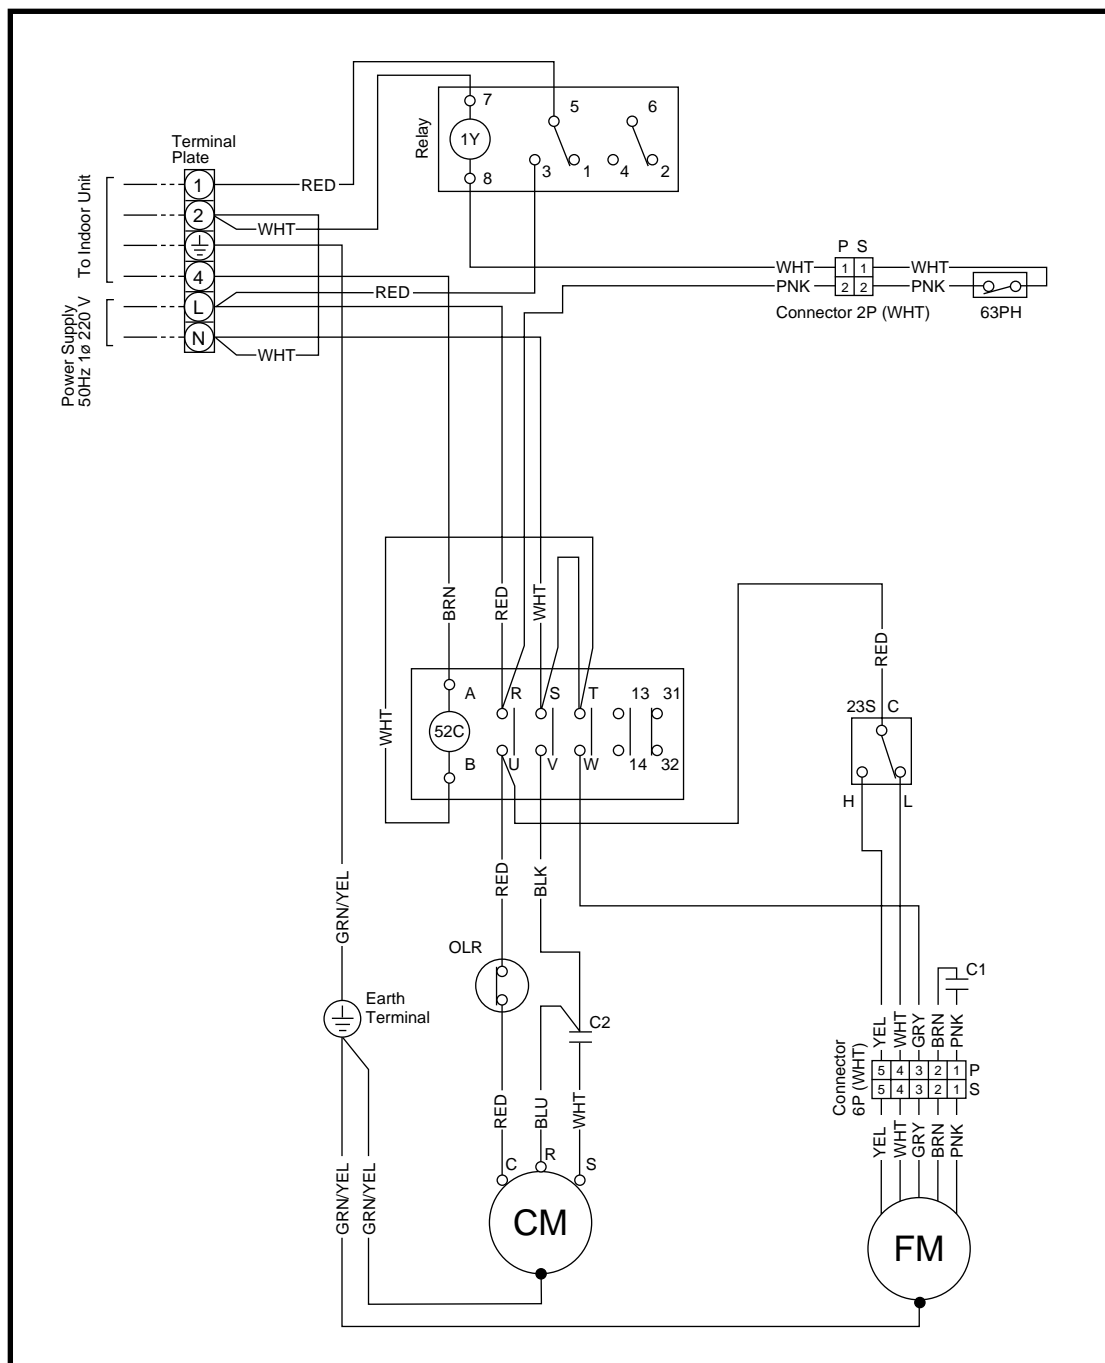 Terminal
Plate
To Indoor Unit
Power Supply
50Hz 1ø 220 V
1
2
4
L
N
RED
WHT
RED
WHT
Relay
7
1Y
8
5
6
3
1
4
2
P S
WHT 1 1 WHT
PNK 2 2 PNK
Connector 2P (WHT)
63PH
BRN
RED
WHT
WHT
A
52C
B
R
S
T
13
31
U
V
W
14
32
RED
23S C
H
L
GRN/YEL
RED
BLK
OLR
Earth
Terminal
C2
RED
BLU
WHT
C
R
S
CM
GRN/YEL
GRN/YEL
C1
YEL
WHT
GRY
BRN
PNK
Connector
6P (WHT)
5 4 3 2 1 P
5 4 3 2 1 S
YEL
WHT
GRY
BRN
PNK
FM